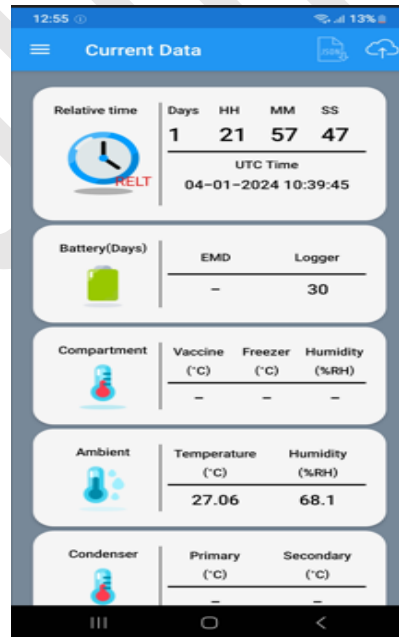 12:55 13%
Current Data
JSON
Relative time Days HH MM SS
1 21 57 47
RELT
UTC Time
04-01-2024 10:39:45
Battery(Days) EMD Logger
- 30
Compartment Vaccine Freezer Humidity
(°C) (°C) (%RH)
- - -
Ambient Temperature Humidity
(°C) (%RH)
27.06 68.1
Condenser Primary Secondary
(°C) (°C)
- -